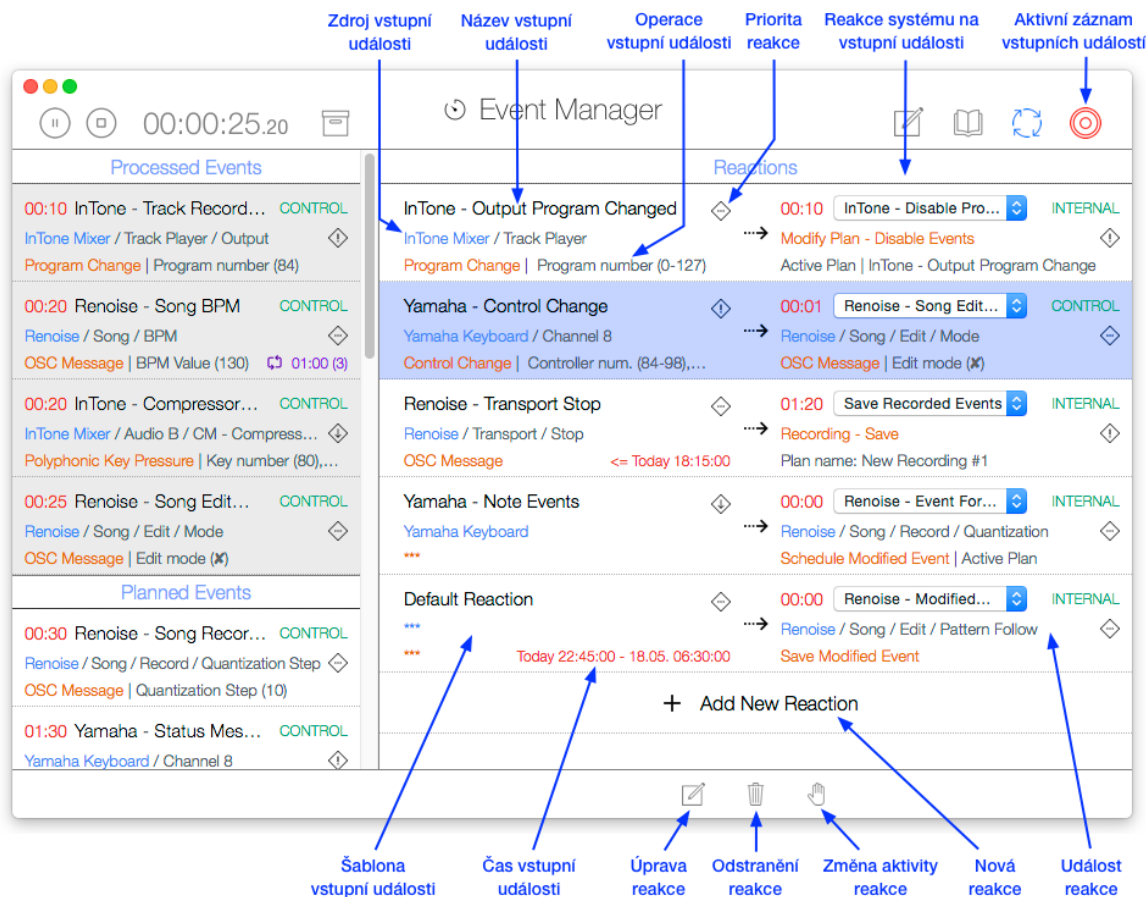 Zdroj vstupní
události
Název vstupní
události
Operace
vstupní události
Priorita
reakce
Reakce systému na
vstupní události
Aktivní záznam
vstupních událostí
00:00:25.20
Event Manager
Processed Events
00:10 InTone - Track Record... CONTROL
InTone Mixer / Track Player / Output
Program Change | Program number (84)
00:20 Renoise - Song BPM CONTROL
Renoise / Song / BPM
OSC Message | BPM Value (130) 01:00 (3)
00:20 InTone - Compressor... CONTROL
InTone Mixer / Audio B / CM - Compress...
Polyphonic Key Pressure | Key number (80),...
00:25 Renoise - Song Edit... CONTROL
Renoise / Song / Edit / Mode
OSC Message | Edit mode (✘)
Planned Events
00:30 Renoise - Song Recor... CONTROL
Renoise / Song / Record / Quantization Step
OSC Message | Quantization Step (10)
01:30 Yamaha - Status Mes... CONTROL
Yamaha Keyboard / Channel 8
Reactions
InTone - Output Program Changed
InTone Mixer / Track Player
Program Change | Program number (0-127)
00:10 InTone - Disable Pro... INTERNAL
Modify Plan - Disable Events
Active Plan | InTone - Output Program Change
Yamaha - Control Change
Yamaha Keyboard / Channel 8
Control Change | Controller num. (84-98),...
00:01 Renoise - Song Edit... CONTROL
Renoise / Song / Edit / Mode
OSC Message | Edit mode (✘)
Renoise - Transport Stop
Renoise / Transport / Stop
OSC Message <= Today 18:15:00
01:20 Save Recorded Events INTERNAL
Recording - Save
Plan name: New Recording #1
Yamaha - Note Events
Yamaha Keyboard
***
00:00 Renoise - Event For... INTERNAL
Renoise / Song / Record / Quantization
Schedule Modified Event | Active Plan
Default Reaction
***
*** Today 22:45:00 - 18.05. 06:30:00
00:00 Renoise - Modified... INTERNAL
Renoise / Song / Edit / Pattern Follow
Save Modified Event
+ Add New Reaction
Šablona
vstupní události
Čas vstupní
události
Úprava
reakce
Odstranění
reakce
Změna aktivity
reakce
Nová
reakce
Událost
reakce